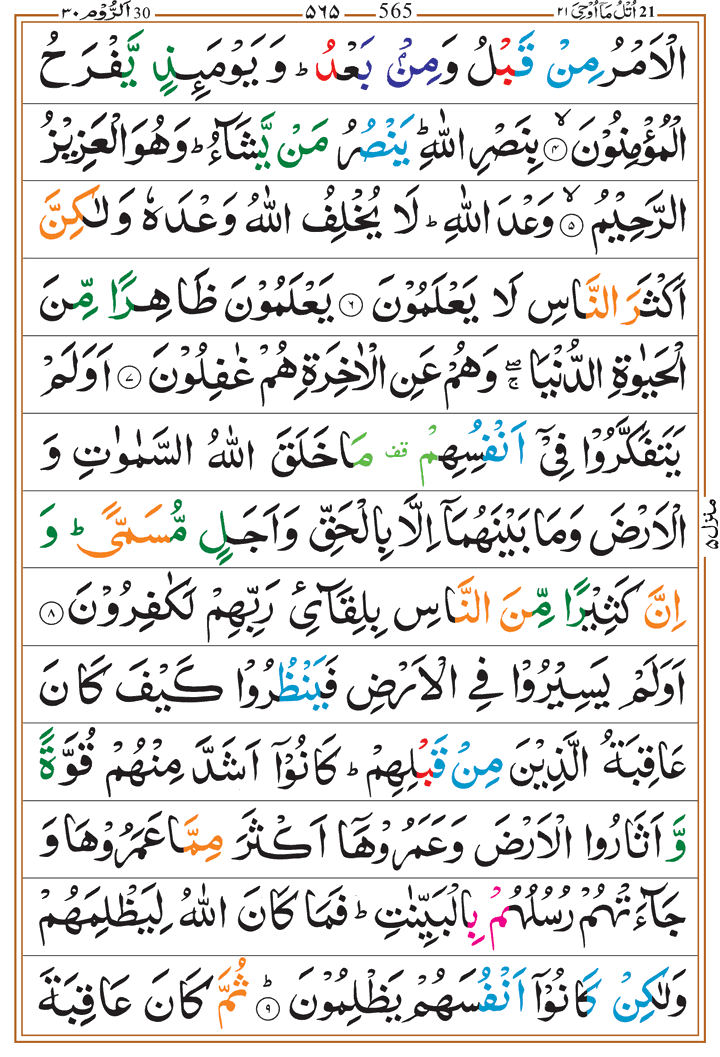 اُتْلُ مَاۤ اُوْحِیَ ٢١ 21
565 ۵۶۵
اَلرُّوْم ٣٠ 30
الْاَمْرُ مِنْ قَبْلُ وَمِنْۢ بَعْدُ ؕ وَ یَوْمَىِٕذٍ یَّفْرَحُ
الْمُؤْمِنُوْنَ ۙ﴿۴﴾ بِنَصْرِ اللّٰهِ ؕ یَنْصُرُ مَنْ یَّشَآءُ ؕ وَهُوَ الْعَزِیْزُ
الرَّحِیْمُ ۙ﴿۵﴾ وَعْدَ اللّٰهِ ؕ لَا یُخْلِفُ اللّٰهُ وَعْدَهٗ وَلٰكِنَّ
اَكْثَرَ النَّاسِ لَا یَعْلَمُوْنَ ﴿۶﴾ یَعْلَمُوْنَ ظَاهِرًا مِّنَ
الْحَیٰوةِ الدُّنْیَا ۖۚ وَهُمْ عَنِ الْاٰخِرَةِ هُمْ غٰفِلُوْنَ ﴿۷﴾ اَوَلَمْ
یَتَفَكَّرُوْا فِیْۤ اَنْفُسِهِمْ قف مَا خَلَقَ اللّٰهُ السَّمٰوٰتِ وَ
الْاَرْضَ وَمَا بَیْنَهُمَاۤ اِلَّا بِالْحَقِّ وَاَجَلٍ مُّسَمًّی ؕ وَ
اِنَّ كَثِیْرًا مِّنَ النَّاسِ بِلِقَآئِ رَبِّهِمْ لَكٰفِرُوْنَ ﴿۸﴾
اَوَلَمْ یَسِیْرُوْا فِی الْاَرْضِ فَیَنْظُرُوْا كَیْفَ كَانَ
عَاقِبَةُ الَّذِیْنَ مِنْ قَبْلِهِمْ ؕ كَانُوْۤا اَشَدَّ مِنْهُمْ قُوَّةً
وَّ اَثَارُوا الْاَرْضَ وَعَمَرُوْهَاۤ اَكْثَرَ مِمَّا عَمَرُوْهَا وَ
جَآءَتْهُمْ رُسُلُهُمْ بِالْبَیِّنٰتِ ؕ فَمَا كَانَ اللّٰهُ لِیَظْلِمَهُمْ
وَلٰكِنْ كَانُوْۤا اَنْفُسَهُمْ یَظْلِمُوْنَ ؕ﴿۹﴾ ثُمَّ كَانَ عَاقِبَةَ
منزل ۵